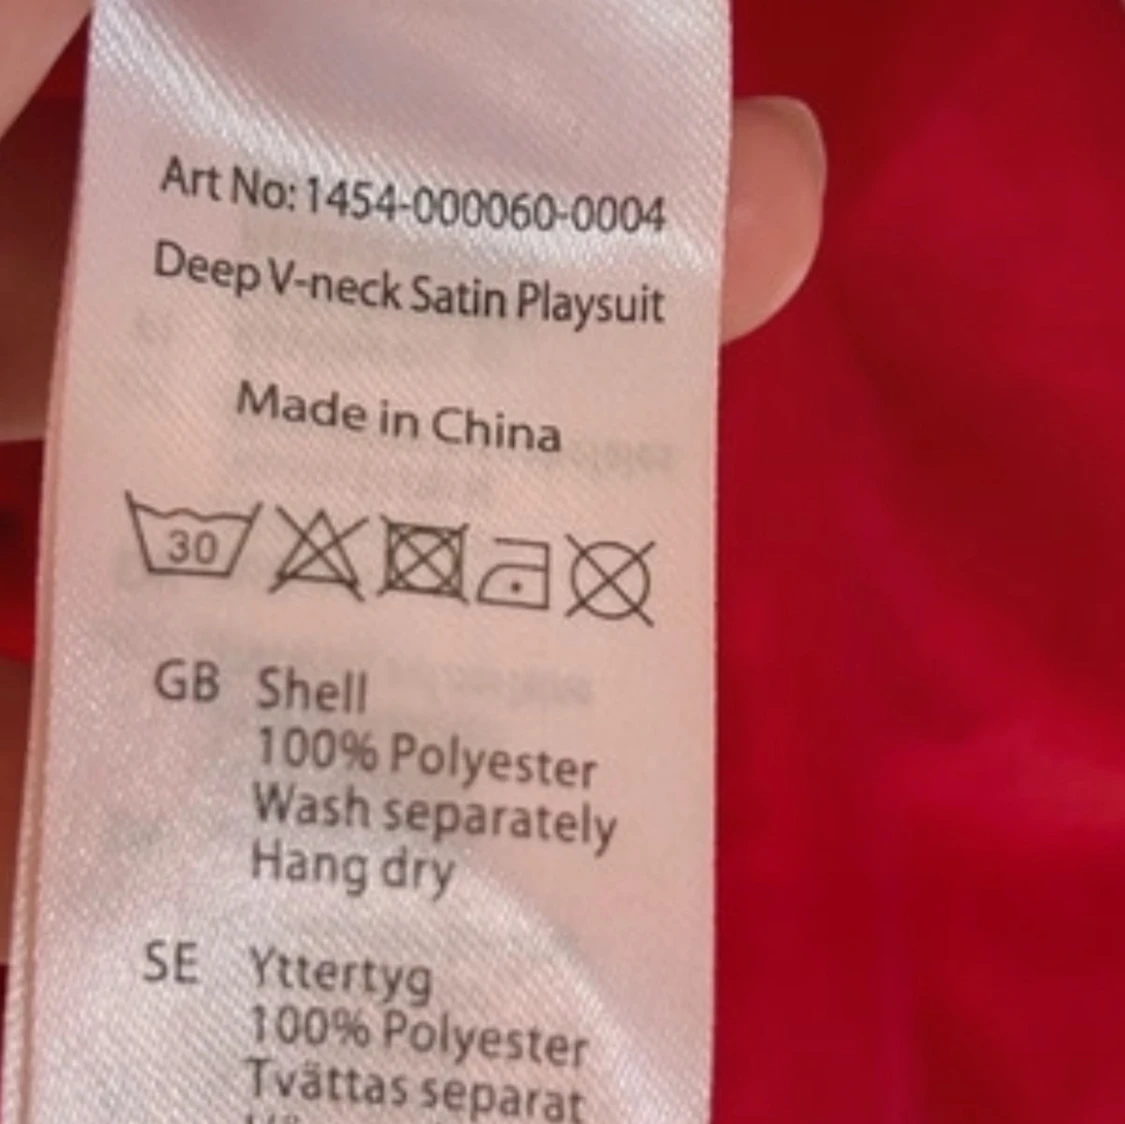 Art No: 1454-000060-0004
Deep V-neck Satin Playsuit
Made in China
30
GB Shell
100% Polyester
Wash separately
Hang dry
SE Yttertyg
100% Polyester
Tvättas separat